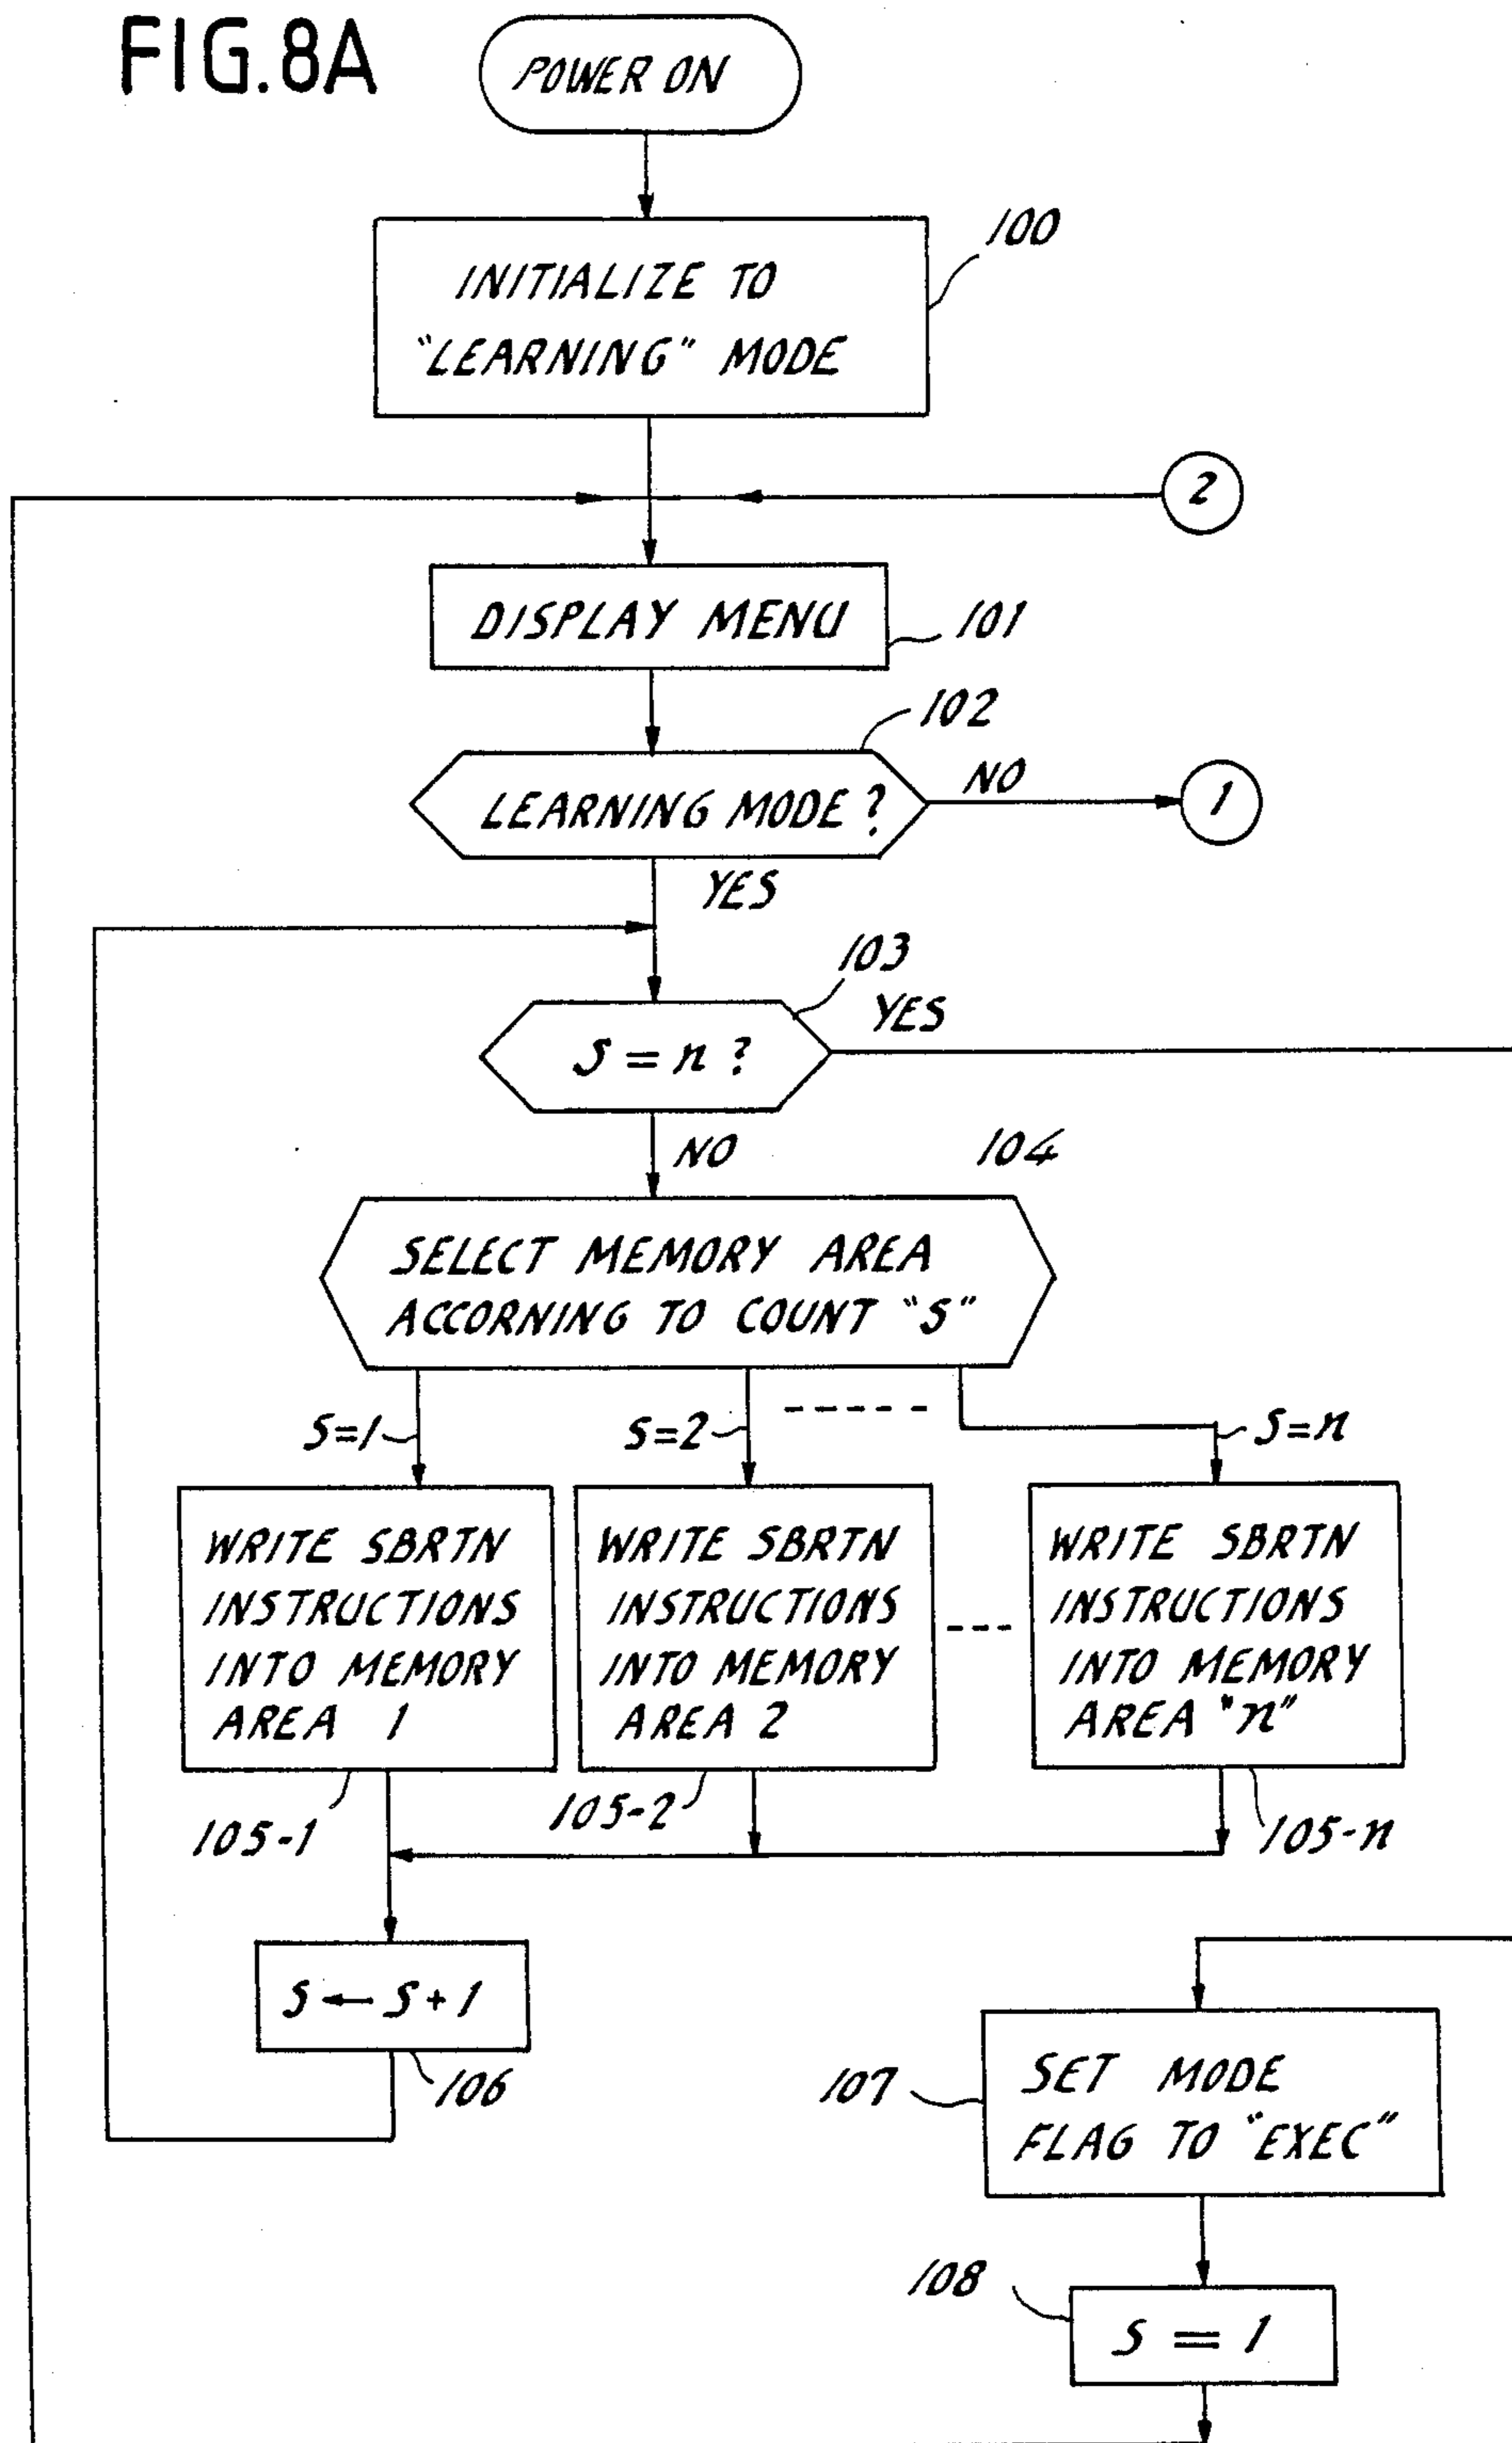 FIG.8A
POWER ON
100
INITIALIZE TO
"LEARNING" MODE
2
DISPLAY MENU
101
102
LEARNING MODE ?
NO
1
YES
103
YES
S = n ?
NO
104
SELECT MEMORY AREA
ACCORNING TO COUNT "S"
S=1
S=2
-----
S=n
WRITE SBRTN
INSTRUCTIONS
INTO MEMORY
AREA 1
WRITE SBRTN
INSTRUCTIONS
INTO MEMORY
AREA 2
---
WRITE SBRTN
INSTRUCTIONS
INTO MEMORY
AREA "n"
105-1
105-2
105-n
S ← S + 1
106
107
SET MODE
FLAG TO "EXEC"
108
S = 1